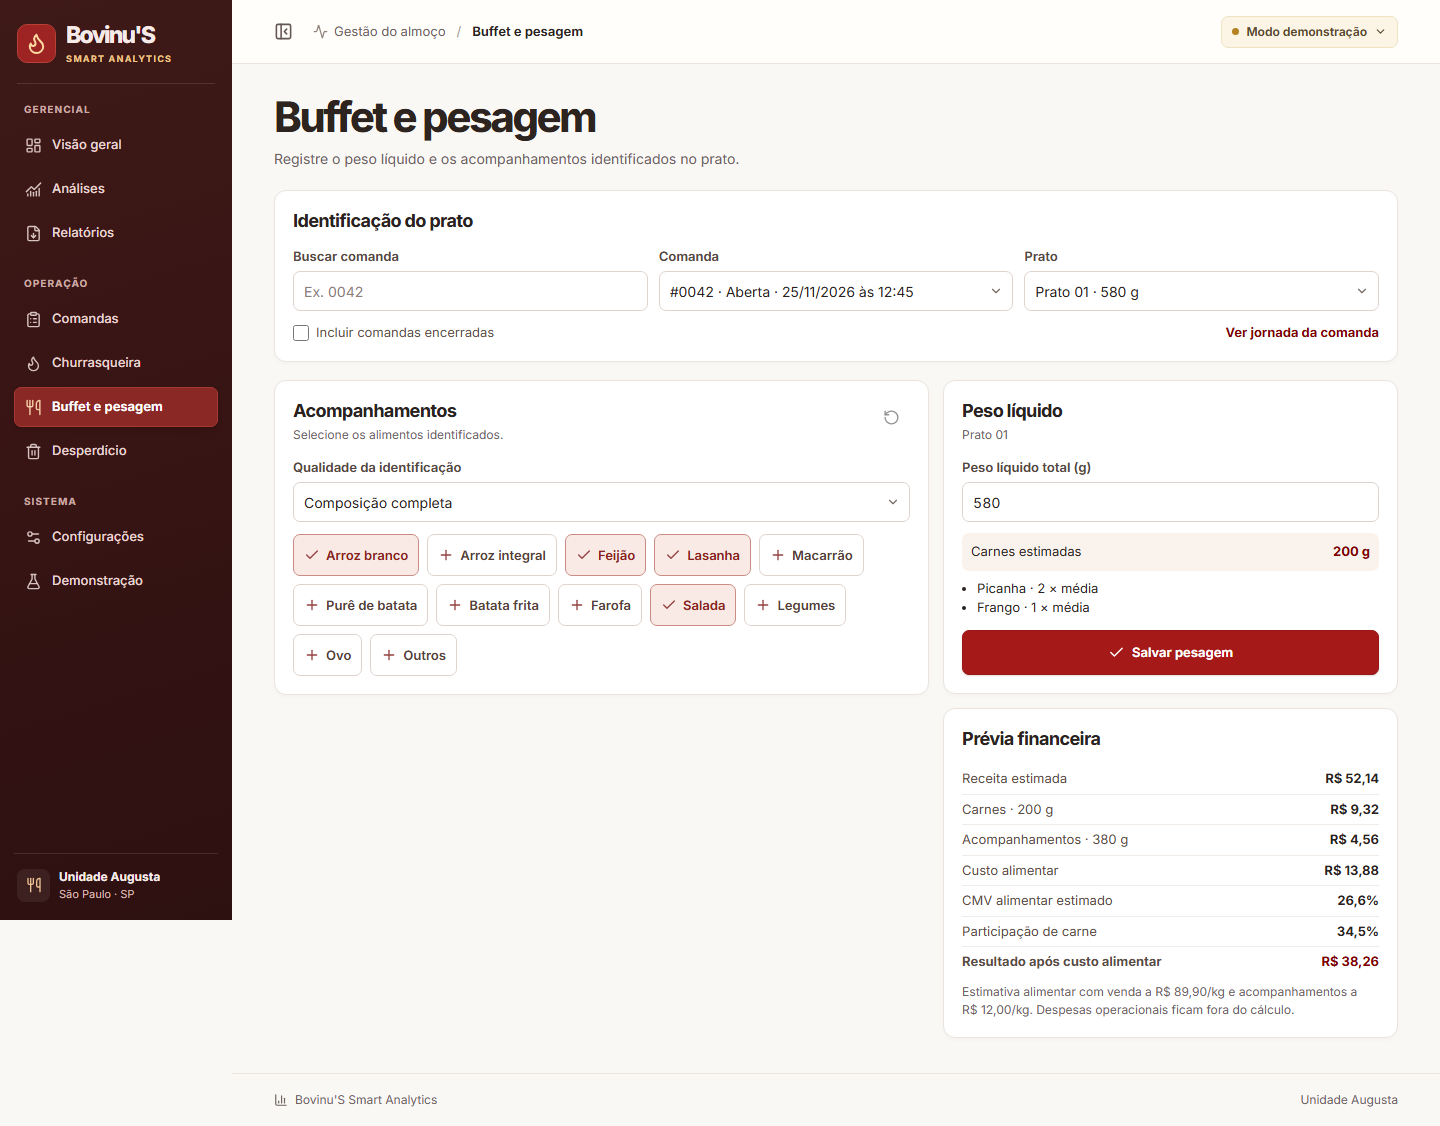 Bovinu'S
SMART ANALYTICS
GERENCIAL
Visão geral
Análises
Relatórios
OPERAÇÃO
Comandas
Churrasqueira
Buffet e pesagem
Desperdício
SISTEMA
Configurações
Demonstração
Unidade Augusta
São Paulo · SP
Gestão do almoço / Buffet e pesagem
Modo demonstração
Buffet e pesagem
Registre o peso líquido e os acompanhamentos identificados no prato.
Identificação do prato
Buscar comanda
Ex. 0042
Comanda
#0042 · Aberta · 25/11/2026 às 12:45
Prato
Prato 01 · 580 g
Incluir comandas encerradas
Ver jornada da comanda
Acompanhamentos
Selecione os alimentos identificados.
Qualidade da identificação
Composição completa
Arroz branco
Arroz integral
Feijão
Lasanha
Macarrão
Purê de batata
Batata frita
Farofa
Salada
Legumes
Ovo
Outros
Peso líquido
Prato 01
Peso líquido total (g)
580
Carnes estimadas 200 g
• Picanha · 2 × média
• Frango · 1 × média
Salvar pesagem
Prévia financeira
Receita estimada R$ 52,14
Carnes · 200 g R$ 9,32
Acompanhamentos · 380 g R$ 4,56
Custo alimentar R$ 13,88
CMV alimentar estimado 26,6%
Participação de carne 34,5%
Resultado após custo alimentar R$ 38,26
Estimativa alimentar com venda a R$ 89,90/kg e acompanhamentos a
R$ 12,00/kg. Despesas operacionais ficam fora do cálculo.
Bovinu'S Smart Analytics
Unidade Augusta